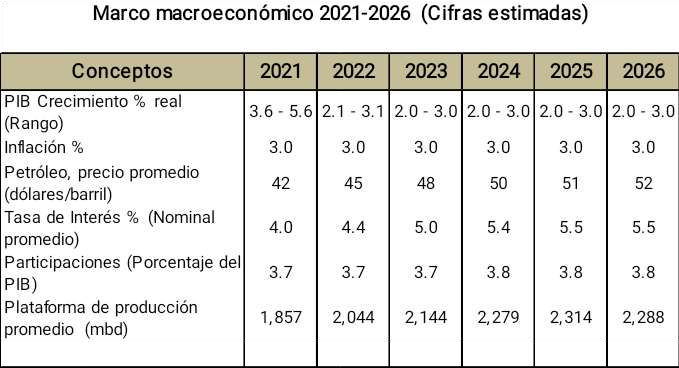 Marco macroeconómico 2021-2026 (Cifras estimadas)
Conceptos 2021 2022 2023 2024 2025 2026
PIB Crecimiento % real
(Rango) 3.6 - 5.6 2.1 - 3.1 2.0 - 3.0 2.0 - 3.0 2.0 - 3.0 2.0 - 3.0
Inflación % 3.0 3.0 3.0 3.0 3.0 3.0
Petróleo, precio promedio
(dólares/barril) 42 45 48 50 51 52
Tasa de Interés % (Nominal
promedio) 4.0 4.4 5.0 5.4 5.5 5.5
Participaciones (Porcentaje del
PIB) 3.7 3.7 3.7 3.8 3.8 3.8
Plataforma de producción
promedio (mbd) 1,857 2,044 2,144 2,279 2,314 2,288